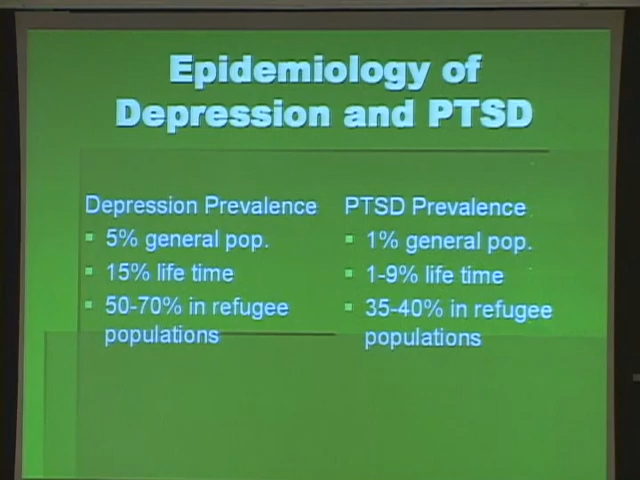 Epidemiology of
Depression and PTSD
Depression Prevalence
5% general pop.
15% life time
50-70% in refugee
populations
PTSD Prevalence
1% general pop.
1-9% life time
35-40% in refugee
populations